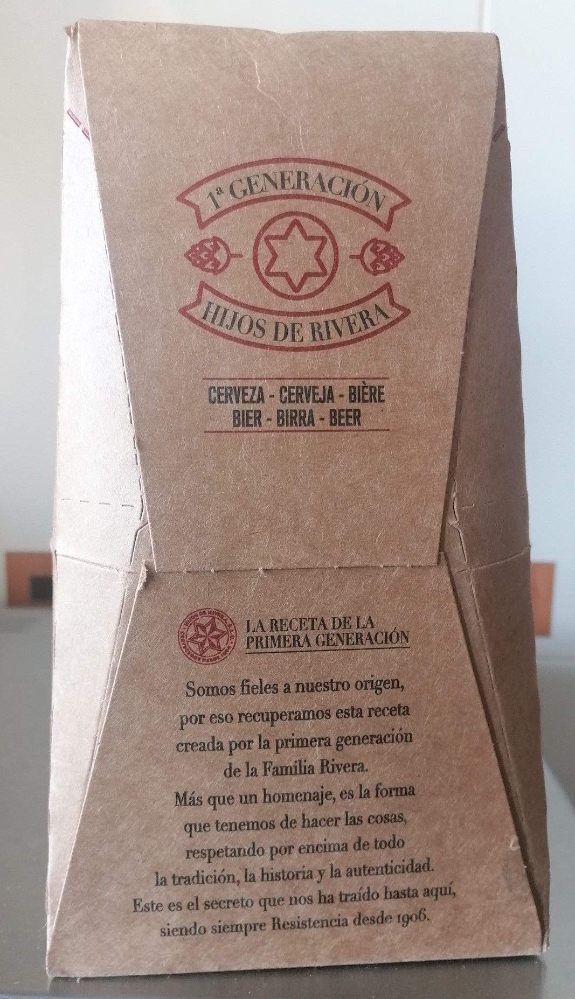 1ª GENERACIÓN
HIJOS DE RIVERA
CERVEZA - CERVEJA - BIÈRE
BIER - BIRRA - BEER
HIJOS DE RIVERA, S.A.U.
CERVECEROS DESDE 1906
LA RECETA DE LA
PRIMERA GENERACIÓN
Somos fieles a nuestro origen,
por eso recuperamos esta receta
creada por la primera generación
de la Familia Rivera.
Más que un homenaje, es la forma
que tenemos de hacer las cosas,
respetando por encima de todo
la tradición, la historia y la autenticidad.
Este es el secreto que nos ha traído hasta aquí,
siendo siempre Resistencia desde 1906.